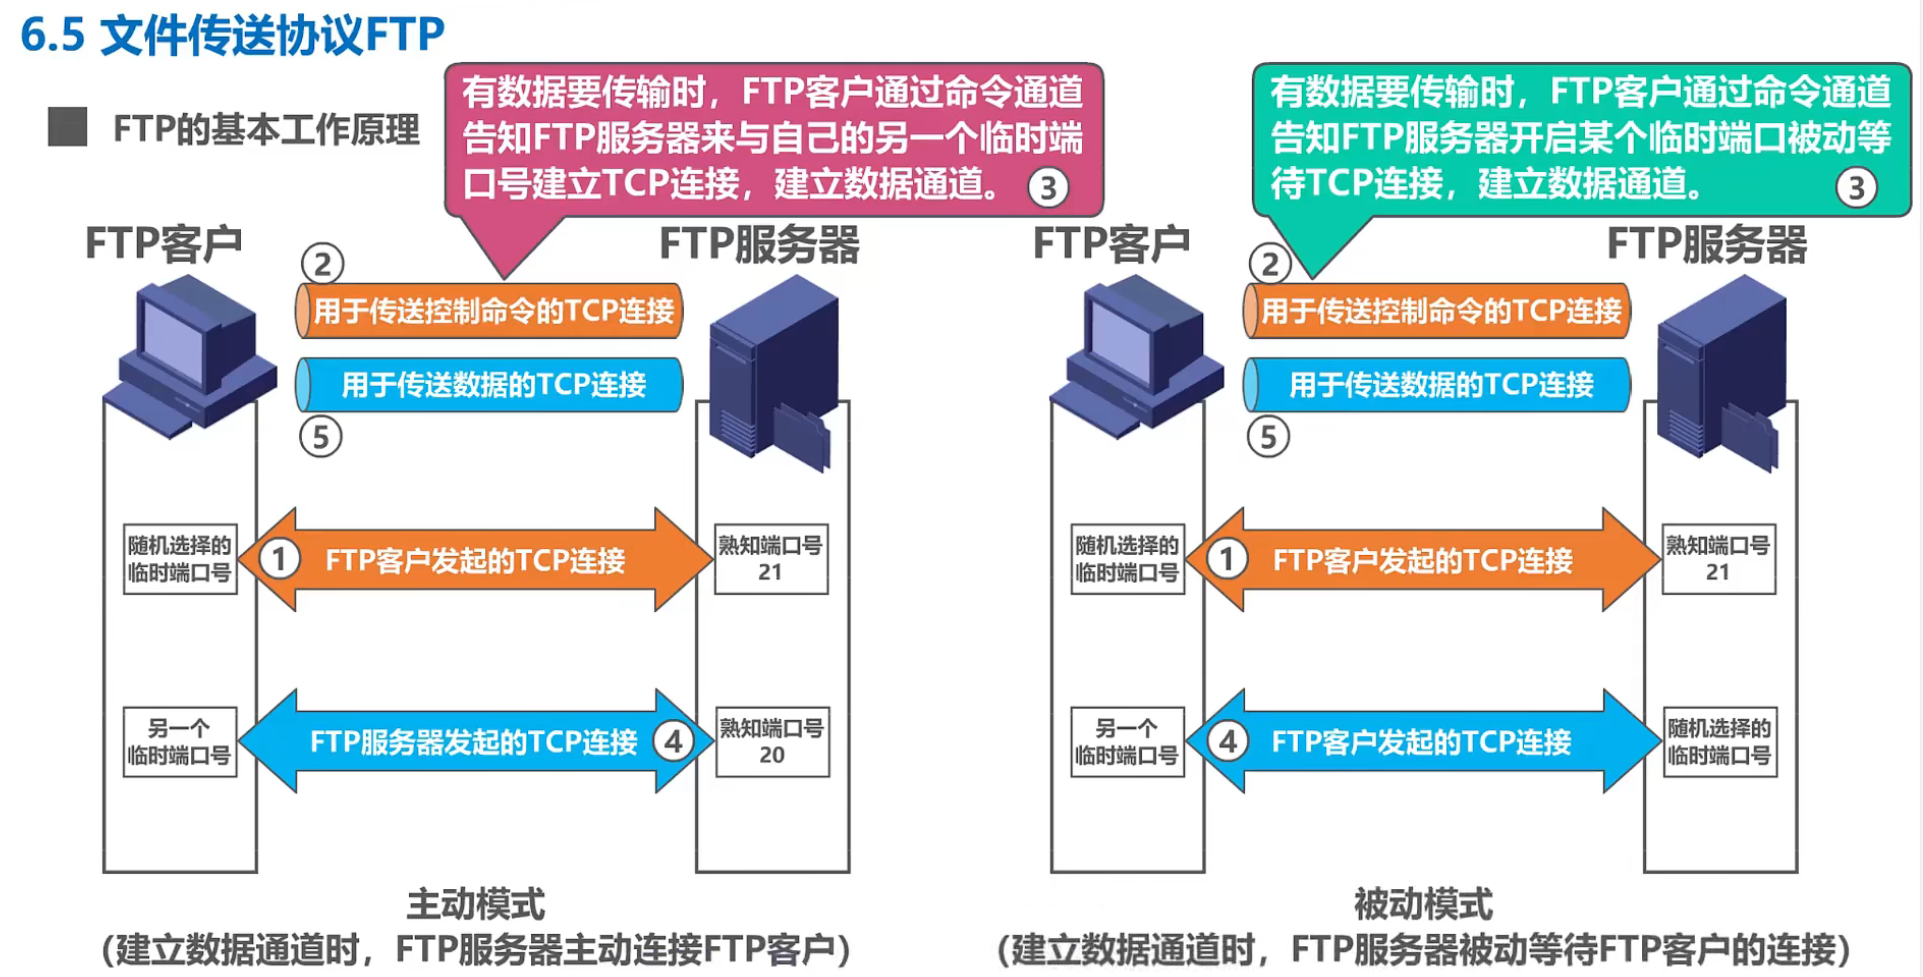 6.5 文件传送协议FTP
FTP的基本工作原理
有数据要传输时，FTP客户通过命令通道
告知FTP服务器来与自己的另一个临时端
口号建立TCP连接，建立数据通道。 ③
FTP客户
FTP服务器
②
用于传送控制命令的TCP连接
用于传送数据的TCP连接
⑤
随机选择的
临时端口号
① FTP客户发起的TCP连接
熟知端口号
21
另一个
临时端口号
FTP服务器发起的TCP连接 ④
熟知端口号
20
主动模式
(建立数据通道时，FTP服务器主动连接FTP客户)
有数据要传输时，FTP客户通过命令通道
告知FTP服务器开启某个临时端口被动等
待TCP连接，建立数据通道。 ③
FTP客户
FTP服务器
②
用于传送控制命令的TCP连接
用于传送数据的TCP连接
⑤
随机选择的
临时端口号
① FTP客户发起的TCP连接
熟知端口号
21
另一个
临时端口号
④ FTP客户发起的TCP连接
随机选择的
临时端口号
被动模式
(建立数据通道时，FTP服务器被动等待FTP客户的连接)